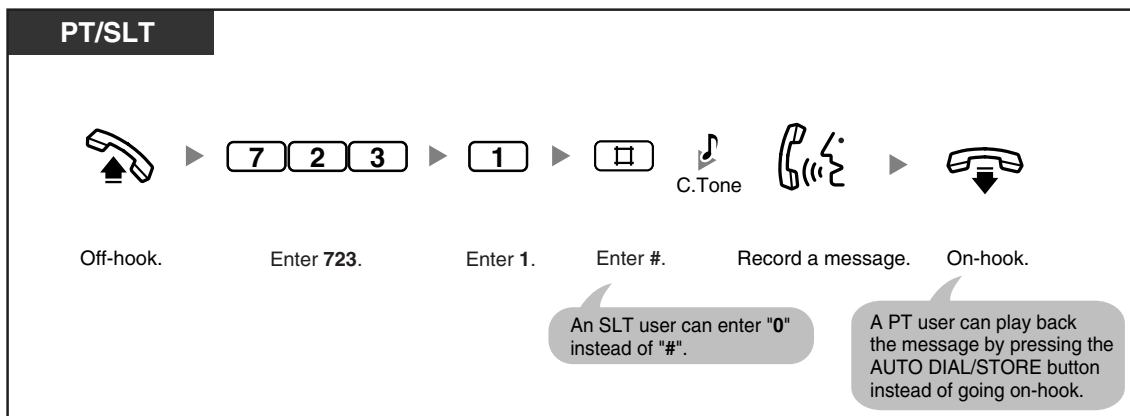 PT/SLT
7 2 3
1
#
C.Tone
Off-hook.
Enter 723.
Enter 1.
Enter #.
Record a message.
On-hook.
An SLT user can enter "0"
instead of "#".
A PT user can play back
the message by pressing the
AUTO DIAL/STORE button
instead of going on-hook.